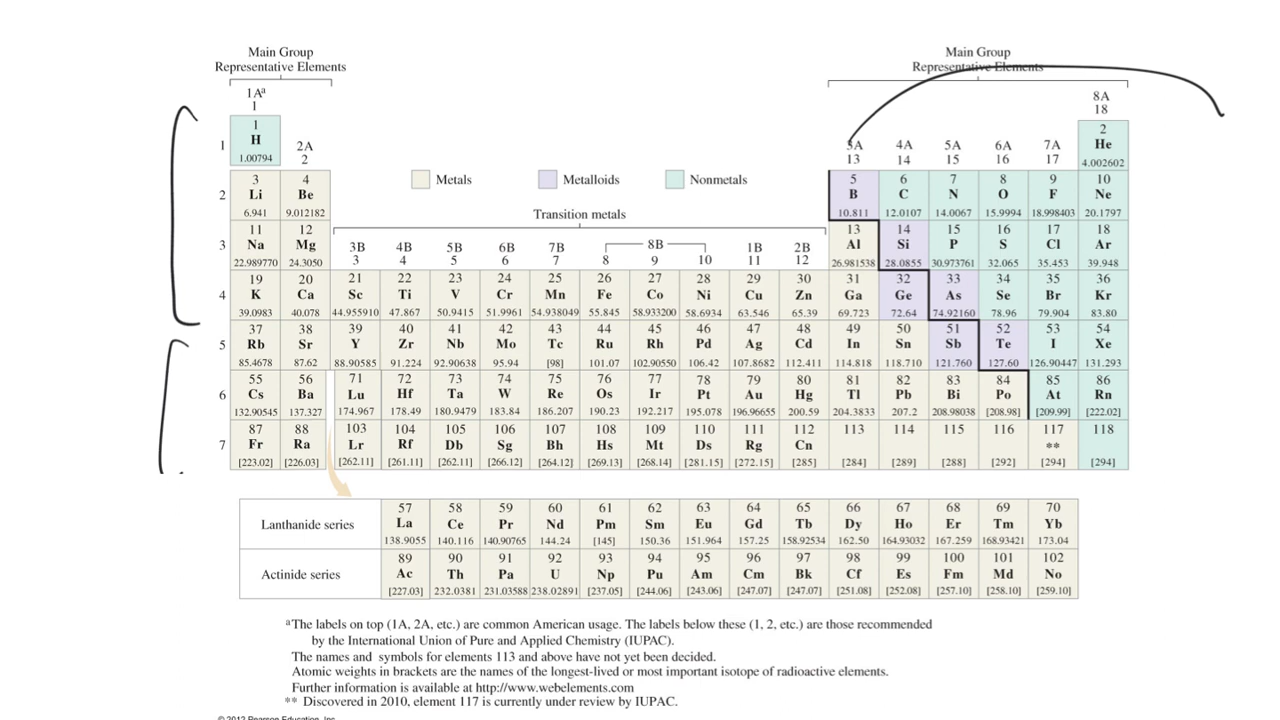 Main Group
Representative Elements
Main Group
Representative Elements
1Aᵃ
1
8A
18
1
H
1.00794
2A
2
3A
13
4A
14
5A
15
6A
16
7A
17
2
He
4.002602
1
Metals
Metalloids
Nonmetals
2
3 4 5 6 7 8 9 10
Li Be B C N O F Ne
6.941 9.012182 10.811 12.0107 14.0067 15.9994 18.998403 20.1797
Transition metals
3B 4B 5B 6B 7B 8B 1B 2B
3 4 5 6 7 8 9 10 11 12
3
11 12 13 14 15 16 17 18
Na Mg Al Si P S Cl Ar
22.989770 24.3050 26.981538 28.0855 30.973761 32.065 35.453 39.948
4
19 20 21 22 23 24 25 26 27 28 29 30 31 32 33 34 35 36
K Ca Sc Ti V Cr Mn Fe Co Ni Cu Zn Ga Ge As Se Br Kr
39.0983 40.078 44.955910 47.867 50.9415 51.9961 54.938049 55.845 58.933200 58.6934 63.546 65.39 69.723 72.64 74.92160 78.96 79.904 83.80
5
37 38 39 40 41 42 43 44 45 46 47 48 49 50 51 52 53 54
Rb Sr Y Zr Nb Mo Tc Ru Rh Pd Ag Cd In Sn Sb Te I Xe
85.4678 87.62 88.90585 91.224 92.90638 95.94 [98] 101.07 102.90550 106.42 107.8682 112.411 114.818 118.710 121.760 127.60 126.90447 131.293
6
55 56 71 72 73 74 75 76 77 78 79 80 81 82 83 84 85 86
Cs Ba Lu Hf Ta W Re Os Ir Pt Au Hg Tl Pb Bi Po At Rn
132.90545 137.327 174.967 178.49 180.9479 183.84 186.207 190.23 192.217 195.078 196.96655 200.59 204.3833 207.2 208.98038 [208.98] [209.99] [222.02]
7
87 88 103 104 105 106 107 108 109 110 111 112 113 114 115 116 117 118
Fr Ra Lr Rf Db Sg Bh Hs Mt Ds Rg Cn **
[223.02] [226.03] [262.11] [261.11] [262.11] [266.12] [264.12] [269.13] [268.14] [281.15] [272.15] [285] [284] [289] [288] [292] [294] [294]
Lanthanide series
57 58 59 60 61 62 63 64 65 66 67 68 69 70
La Ce Pr Nd Pm Sm Eu Gd Tb Dy Ho Er Tm Yb
138.9055 140.116 140.90765 144.24 [145] 150.36 151.964 157.25 158.92534 162.50 164.93032 167.259 168.93421 173.04
Actinide series
89 90 91 92 93 94 95 96 97 98 99 100 101 102
Ac Th Pa U Np Pu Am Cm Bk Cf Es Fm Md No
[227.03] 232.0381 231.03588 238.02891 [237.05] [244.06] [243.06] [247.07] [247.07] [251.08] [252.08] [257.10] [258.10] [259.10]
ᵃThe labels on top (1A, 2A, etc.) are common American usage. The labels below these (1, 2, etc.) are those recommended
by the International Union of Pure and Applied Chemistry (IUPAC).
The names and symbols for elements 113 and above have not yet been decided.
Atomic weights in brackets are the names of the longest-lived or most important isotope of radioactive elements.
Further information is available at http://www.webelements.com
** Discovered in 2010, element 117 is currently under review by IUPAC.
© 2012 Pearson Education, Inc.